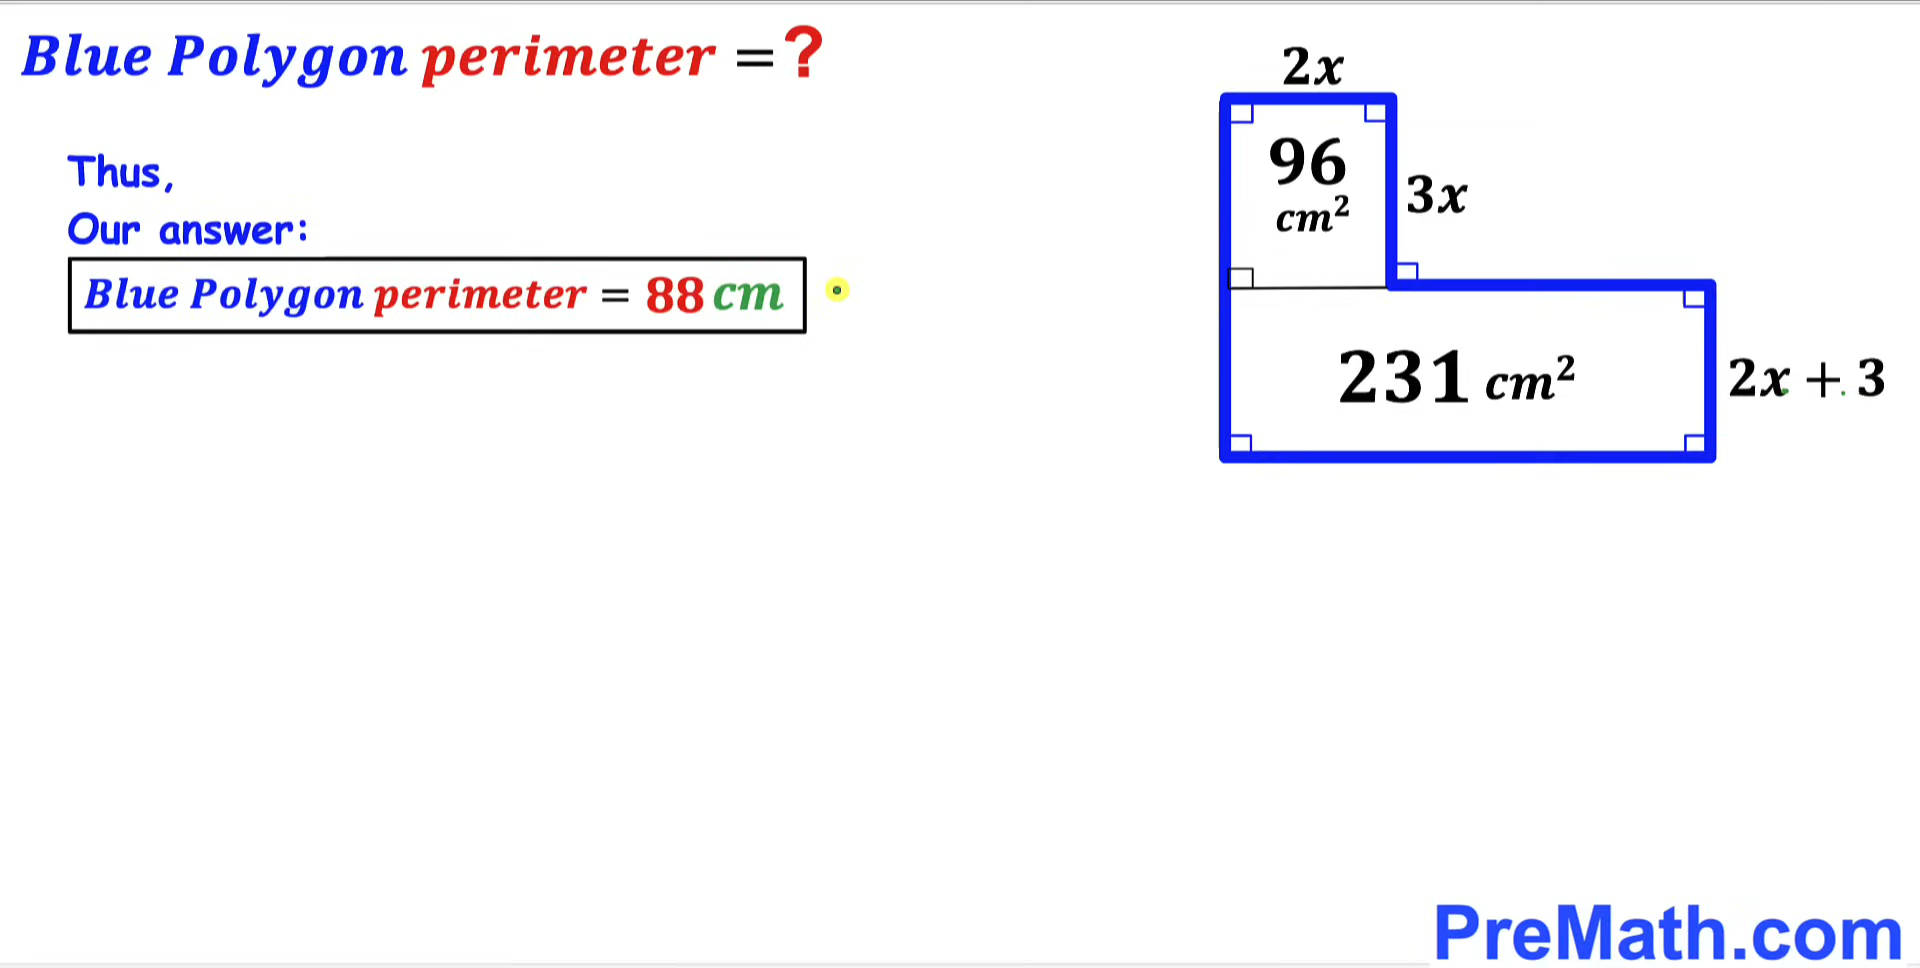 Blue Polygon perimeter = ?
Thus,
Our answer:
Blue Polygon perimeter = 88 cm
2x
96
cm²
3x
231 cm²
2x + 3
PreMath.com